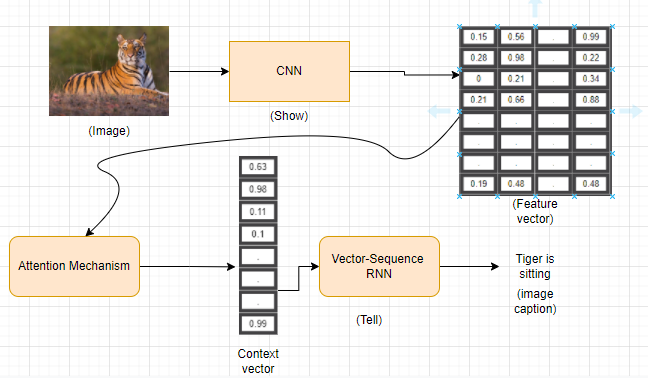 0.15 0.56 . 0.99
0.28 0.98 . 0.22
0 0.21 . 0.34
0.21 0.66 . 0.88
. . . .
. . . .
. . . .
0.19 0.48 . 0.48
CNN
(Image)
(Show)
(Feature
vector)
0.63
0.98
0.11
0.1
.
.
.
0.99
Attention Mechanism
Context
vector
Vector-Sequence
RNN
(Tell)
Tiger is
sitting
(image
caption)